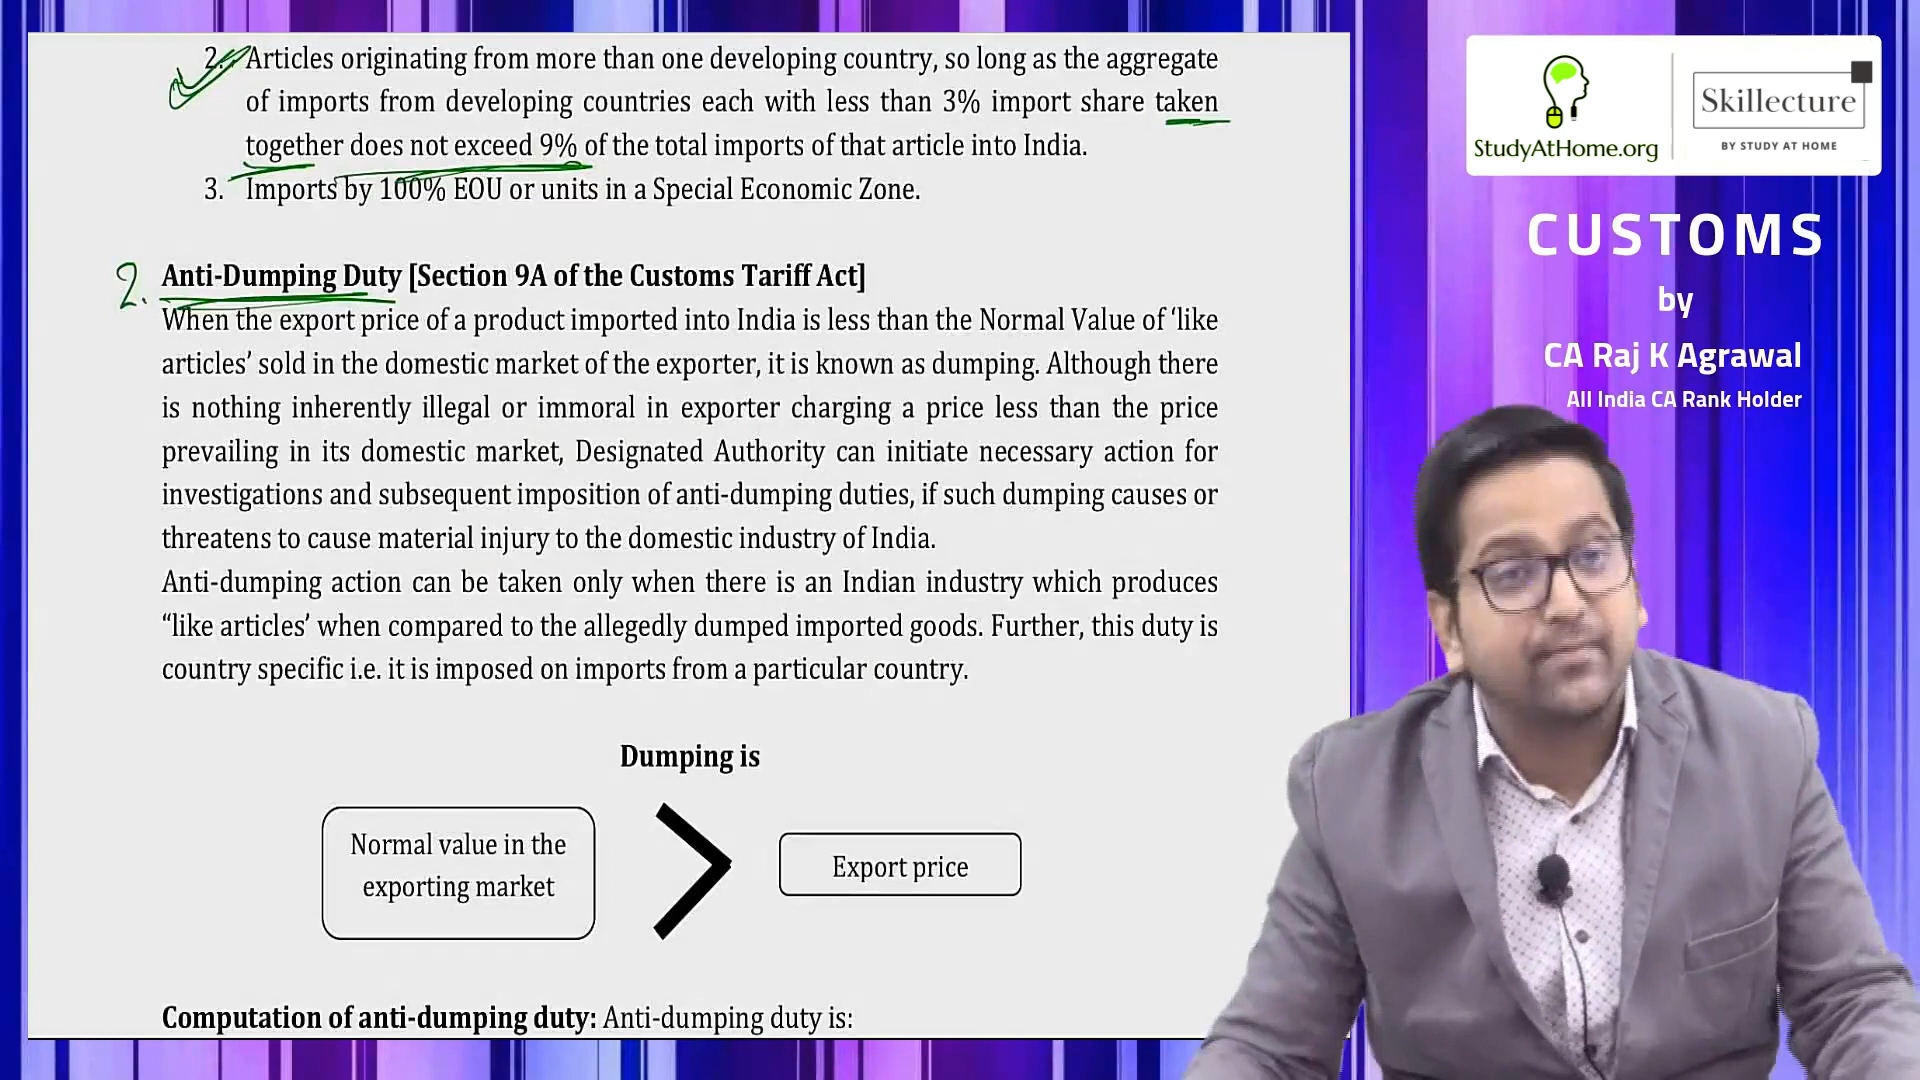 2. Articles originating from more than one developing country, so long as the aggregate
of imports from developing countries each with less than 3% import share taken
together does not exceed 9% of the total imports of that article into India.
3. Imports by 100% EOU or units in a Special Economic Zone.
2. Anti-Dumping Duty [Section 9A of the Customs Tariff Act]
When the export price of a product imported into India is less than the Normal Value of ‘like
articles’ sold in the domestic market of the exporter, it is known as dumping. Although there
is nothing inherently illegal or immoral in exporter charging a price less than the price
prevailing in its domestic market, Designated Authority can initiate necessary action for
investigations and subsequent imposition of anti-dumping duties, if such dumping causes or
threatens to cause material injury to the domestic industry of India.
Anti-dumping action can be taken only when there is an Indian industry which produces
“like articles’ when compared to the allegedly dumped imported goods. Further, this duty is
country specific i.e. it is imposed on imports from a particular country.
Dumping is
Normal value in the
exporting market
>
Export price
Computation of anti-dumping duty: Anti-dumping duty is:
StudyAtHome.org
Skillecture
BY STUDY AT HOME
CUSTOMS
by
CA Raj K Agrawal
All India CA Rank Holder